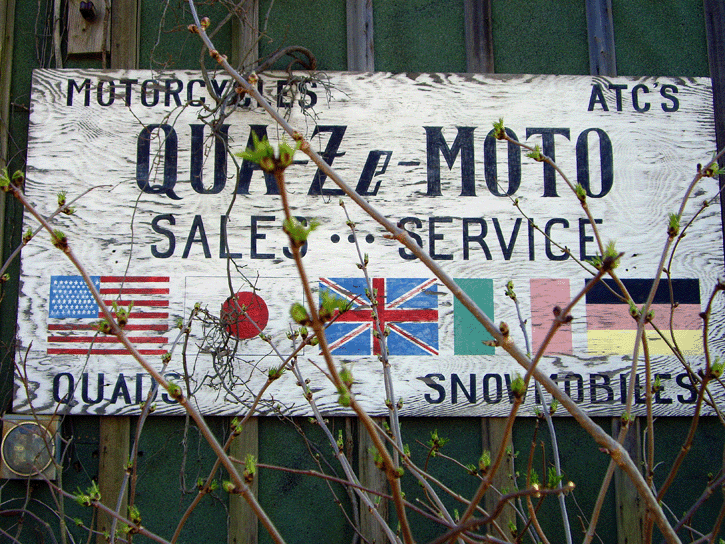 MOTORCYCLES ATC'S
QUA-Ze-MOTO
SALES ... SERVICE
QUADS SNOWMOBILES